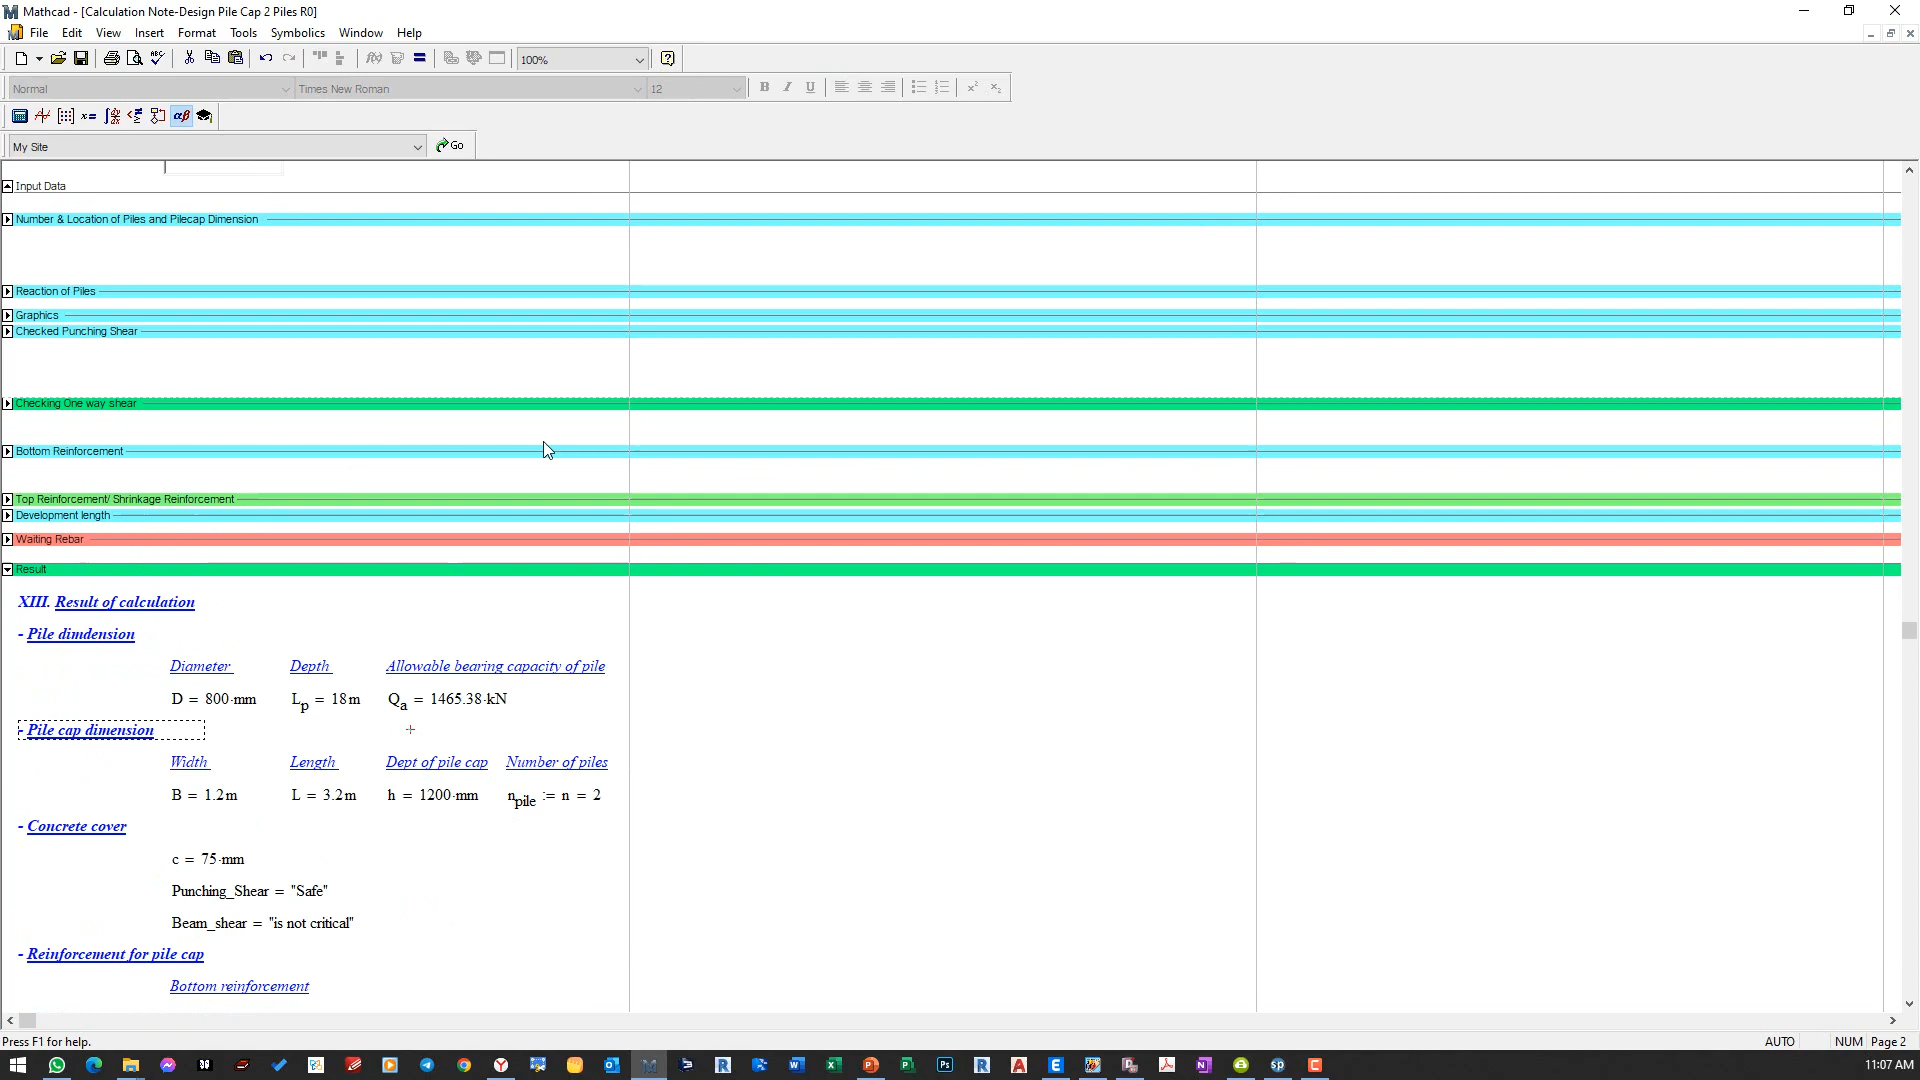 Mathcad - [Calculation Note-Design Pile Cap 2 Piles R0]
File Edit View Insert Format Tools Symbolics Window Help
100%
Normal Times New Roman 12 B I U
My Site Go
Input Data
Number & Location of Piles and Pilecap Dimension
Reaction of Piles
Graphics
Checked Punching Shear
Checking One way shear
Bottom Reinforcement
Top Reinforcement/ Shrinkage Reinforcement
Development length
Waiting Rebar
Result
XIII. Result of calculation
- Pile dimdension
Diameter Depth Allowable bearing capacity of pile
D = 800·mm Lp = 18 m Qa = 1465.38·kN
- Pile cap dimension
Width Length Dept of pile cap Number of piles
B = 1.2 m L = 3.2 m h = 1200·mm npile := n = 2
- Concrete cover
c = 75·mm
Punching_Shear = "Safe"
Beam_shear = "is not critical"
- Reinforcement for pile cap
Bottom reinforcement
Press F1 for help. AUTO NUM Page 2
11:07 AM